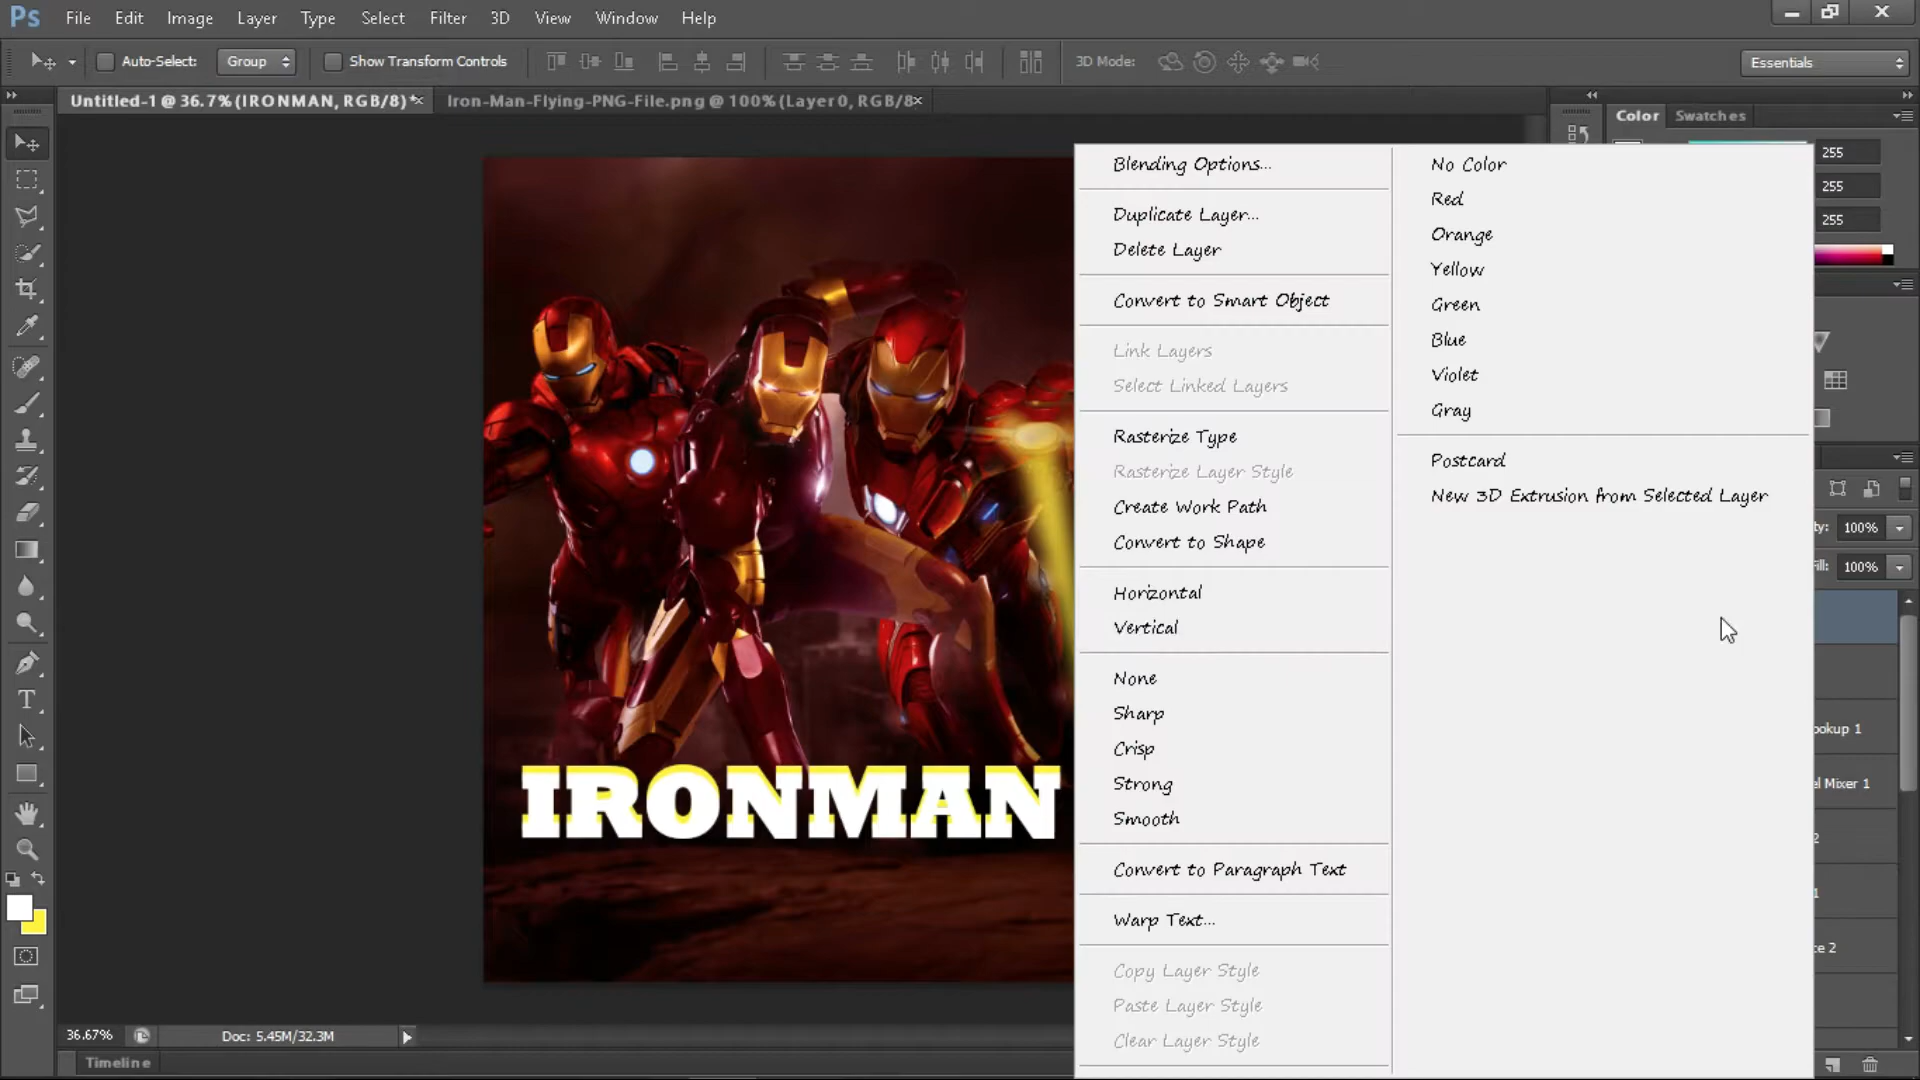 Ps File Edit Image Layer Type Select Filter 3D View Window Help
Auto-Select: Group Show Transform Controls 3D Mode: Essentials
Untitled-1 @ 36.7% (IRONMAN, RGB/8) * Iron-Man-Flying-PNG-File.png @ 100% (Layer 0, RGB/8
Color Swatches
255
255
255
Blending Options...
Duplicate Layer...
Delete Layer
Convert to Smart Object
Link Layers
Select Linked Layers
Rasterize Type
Rasterize Layer Style
Create Work Path
Convert to Shape
Horizontal
Vertical
None
Sharp
Crisp
Strong
Smooth
Convert to Paragraph Text
Warp Text...
Copy Layer Style
Paste Layer Style
Clear Layer Style
No Color
Red
Orange
Yellow
Green
Blue
Violet
Gray
Postcard
New 3D Extrusion from Selected Layer
ty: 100%
ill: 100%
ookup 1
el Mixer 1
2
1
ce 2
IRONMAN
36.67% Doc: 5.45M/32.3M
Timeline